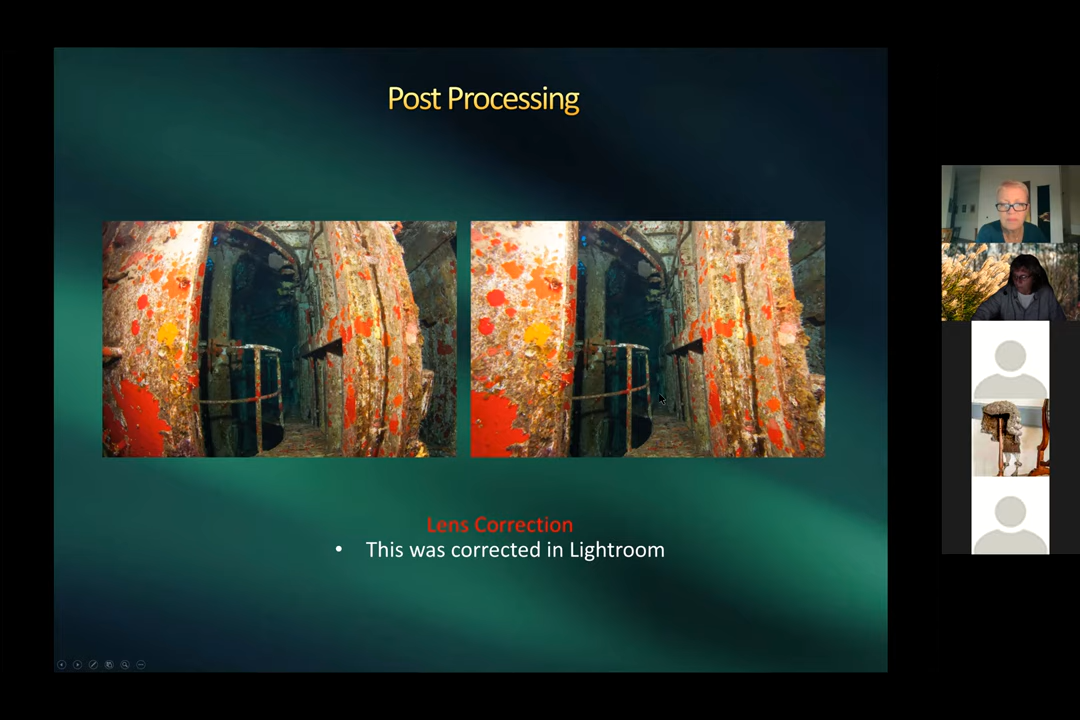 Post Processing
Lens Correction
• This was corrected in Lightroom